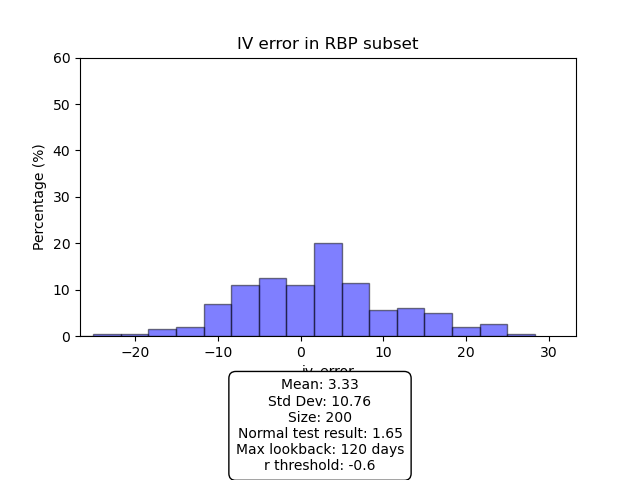 IV error in RBP subset
60
50
40
30
20
10
0
Percentage (%)
−20
−10
0
10
20
30
iv_error
Mean: 3.33
Std Dev: 10.76
Size: 200
Normal test result: 1.65
Max lookback: 120 days
r threshold: -0.6